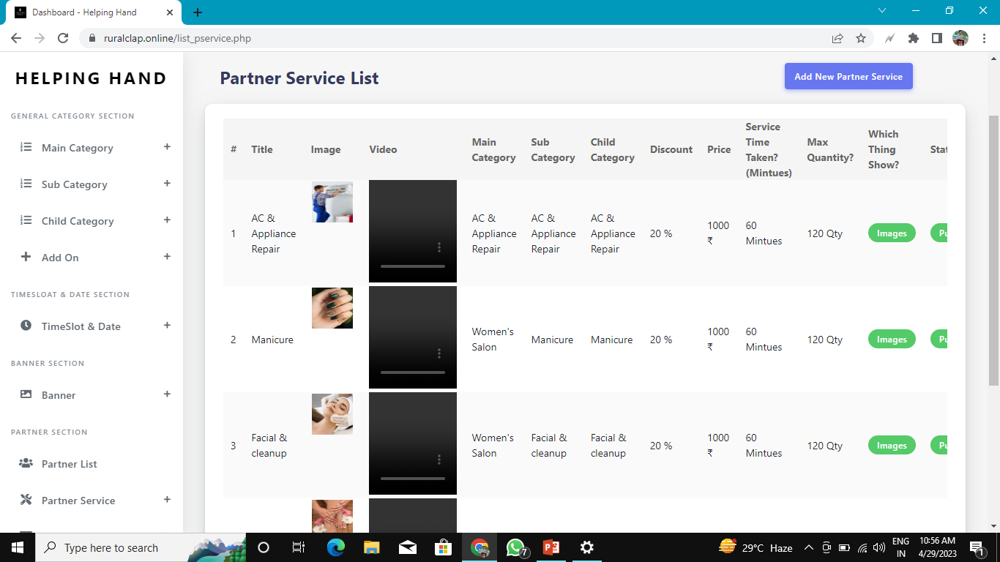 Dashboard - Helping Hand
ruralclap.online/list_pservice.php
HELPING HAND
GENERAL CATEGORY SECTION
Main Category +
Sub Category +
Child Category +
Add On +
TIMESLOAT & DATE SECTION
TimeSlot & Date +
BANNER SECTION
Banner +
PARTNER SECTION
Partner List
Partner Service +
Partner Service List
Add New Partner Service
# Title Image Video Main Category Sub Category Child Category Discount Price Service Time Taken? (Mintues) Max Quantity? Which Thing Show? Stat
1 AC & Appliance Repair AC & Appliance Repair AC & Appliance Repair AC & Appliance Repair 20 % 1000 ₹ 60 Mintues 120 Qty Images Pu
2 Manicure Women's Salon Manicure Manicure 20 % 1000 ₹ 60 Mintues 120 Qty Images Pu
3 Facial & cleanup Women's Salon Facial & cleanup Facial & cleanup 20 % 1000 ₹ 60 Mintues 120 Qty Images Pu
Type here to search
7
29°C Haze
ENG
IN
10:56 AM
4/29/2023
1